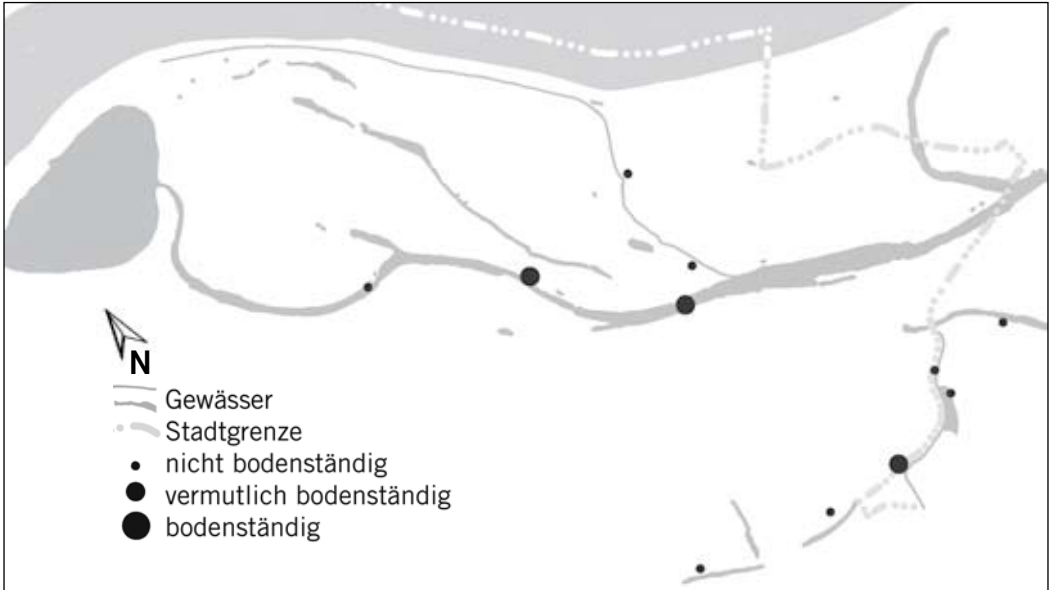 N
Gewässer
Stadtgrenze
nicht bodenständig
vermutlich bodenständig
bodenständig